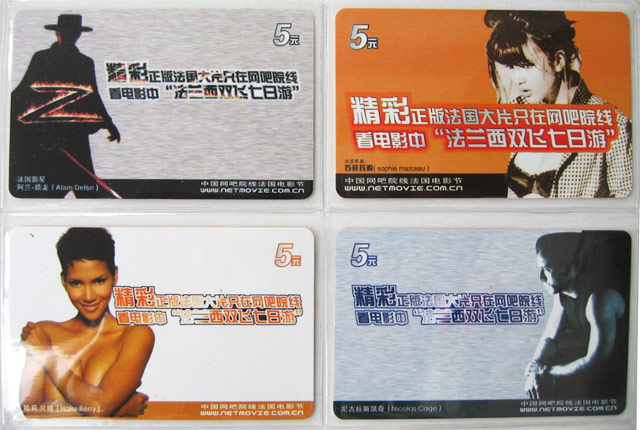 5元
精彩正版法国大片只在网吧院线
看电影中“法兰西双飞七日游”
法国影星
阿兰·德龙(Alain Delon)
中国网吧院线法国电影节
WWW.NETMOVIE.COM.CN
5元
精彩正版法国大片只在网吧院线
看电影中“法兰西双飞七日游”
法国影星:
苏菲玛索(sophie marceau)
中国网吧院线法国电影节
WWW.NETMOVIE.COM.CN
5元
精彩正版法国大片只在网吧院线
看电影中“法兰西双飞七日游”
哈莉.贝瑞(Halle Berry)
中国网吧院线法国电影节
WWW.NETMOVIE.COM.CN
5元
精彩正版法国大片只在网吧院线
看电影中“法兰西双飞七日游”
尼古拉斯凯奇(Nicolas Cage)
中国网吧院线法国电影节
WWW.NETMOVIE.COM.CN